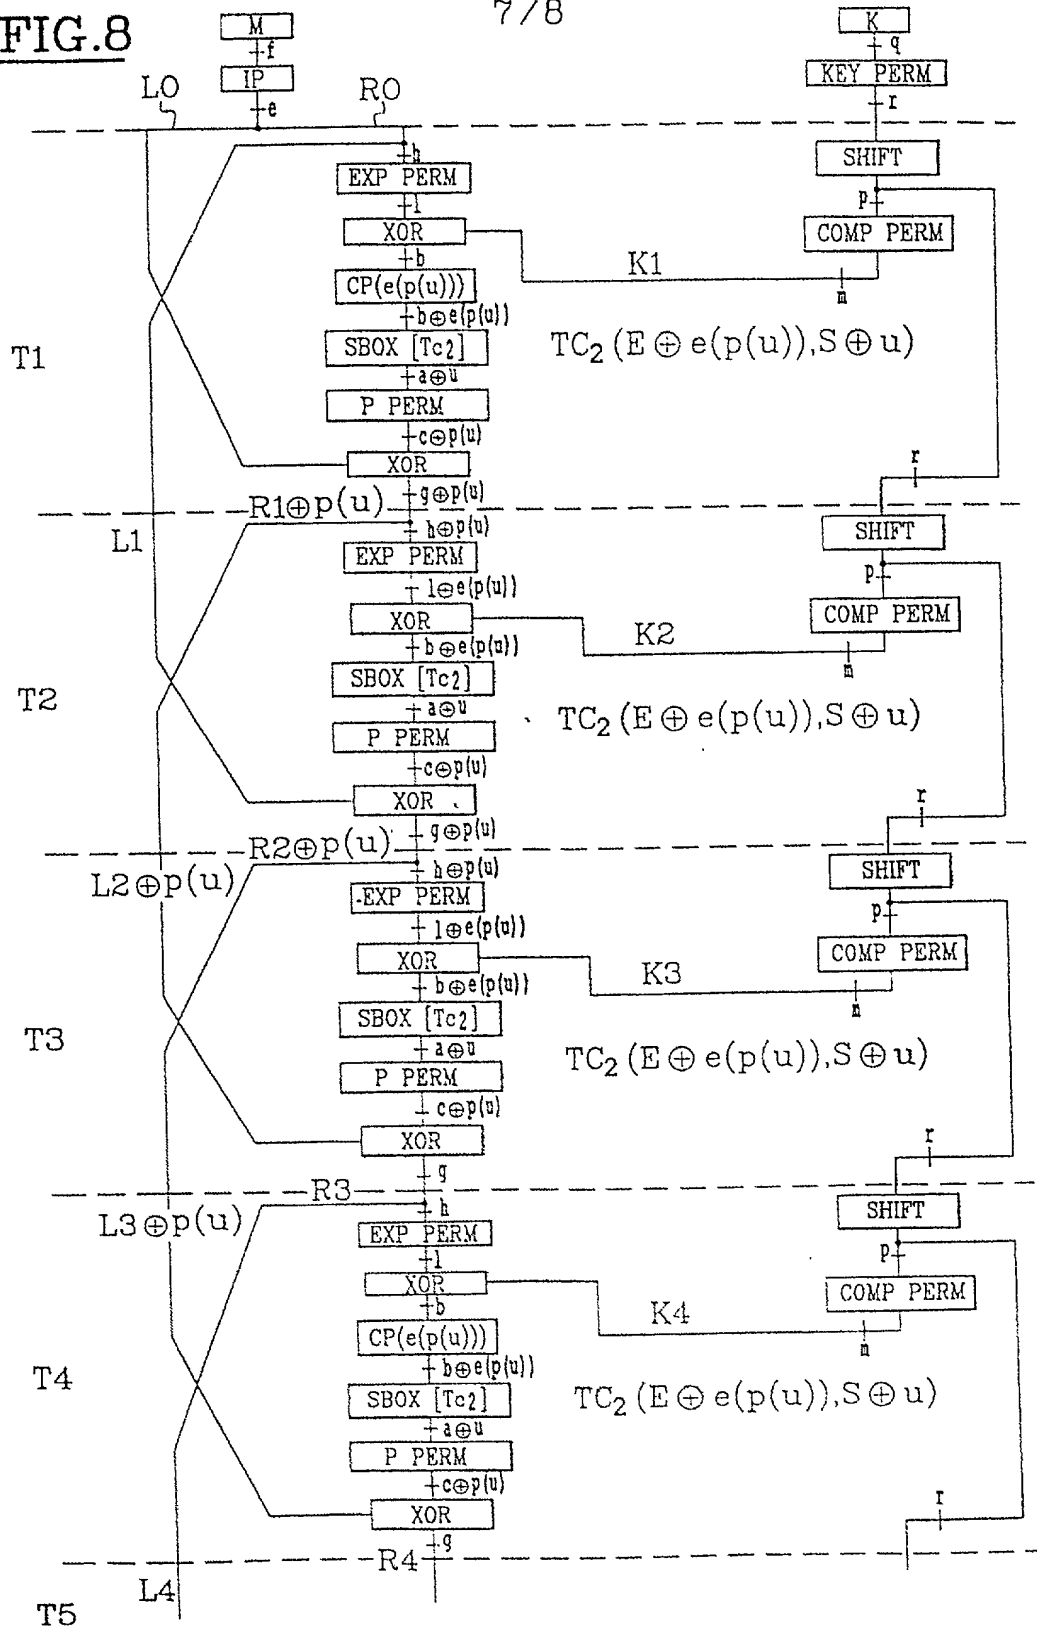 7/8
FIG.8
M
K
f
q
IP
KEY PERM
L0
e
R0
r
h
SHIFT
EXP PERM
l
p
XOR
COMP PERM
b
K1
CP(e(p(u)))
m
b⊕e(p(u))
T1
SBOX [Tc2]
TC₂(E⊕e(p(u)),S⊕u)
a⊕u
P PERM
c⊕p(u)
XOR
r
g⊕p(u)
R1⊕p(u)
L1
h⊕p(u)
SHIFT
EXP PERM
p
l⊕e(p(u))
XOR
COMP PERM
K2
b⊕e(p(u))
m
T2
SBOX [Tc2]
a⊕u
TC₂(E⊕e(p(u)),S⊕u)
P PERM
c⊕p(u)
XOR
r
g⊕p(u)
R2⊕p(u)
L2⊕p(u)
h⊕p(u)
SHIFT
EXP PERM
p
l⊕e(p(u))
XOR
COMP PERM
K3
b⊕e(p(u))
m
T3
SBOX [Tc2]
a⊕u
TC₂(E⊕e(p(u)),S⊕u)
P PERM
c⊕p(u)
XOR
r
g
R3
L3⊕p(u)
h
SHIFT
EXP PERM
l
p
XOR
COMP PERM
b
K4
CP(e(p(u)))
m
b⊕e(p(u))
T4
SBOX [Tc2]
TC₂(E⊕e(p(u)),S⊕u)
a⊕u
P PERM
c⊕p(u)
XOR
r
g
R4
L4
T5